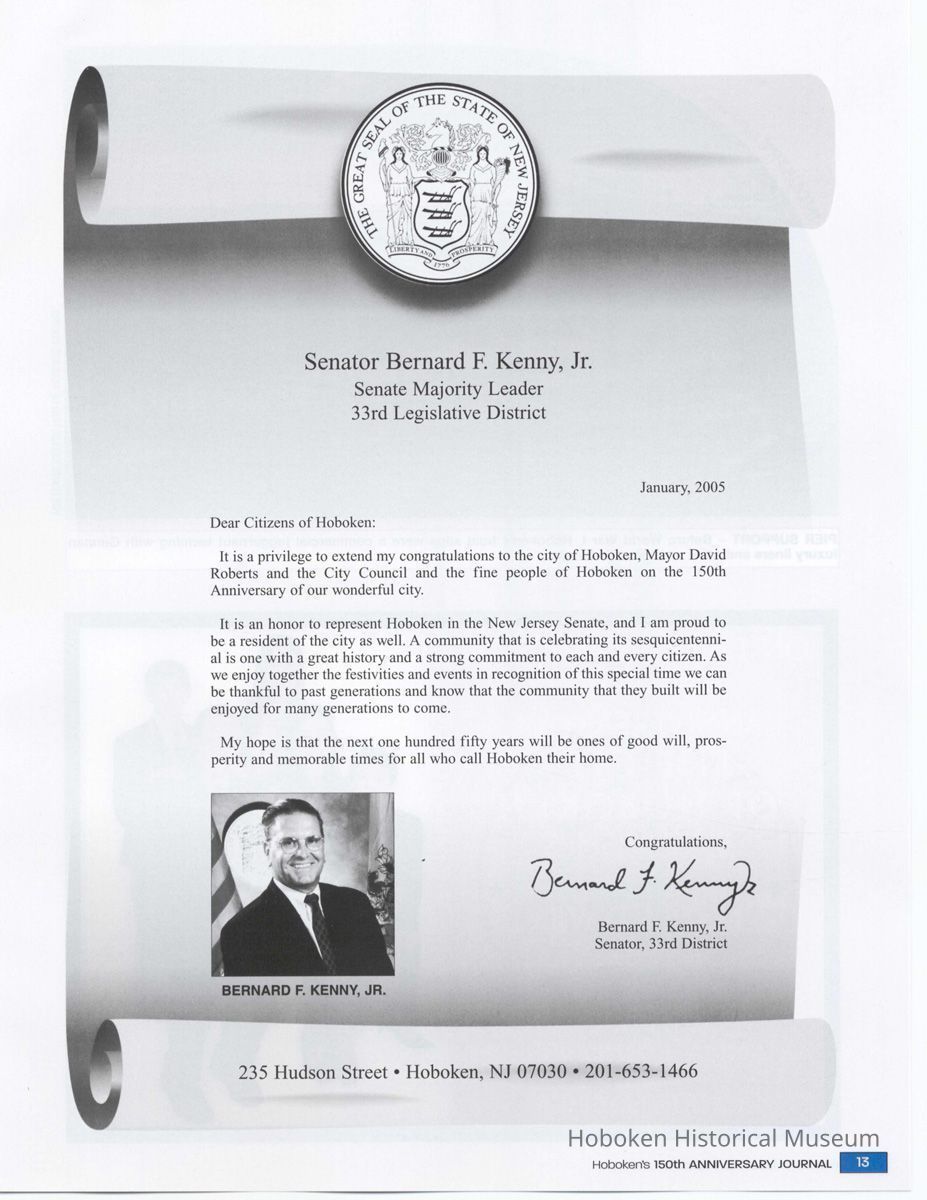 THE GREAT SEAL OF THE STATE OF NEW JERSEY
LIBERTY AND PROSPERITY
1776
Senator Bernard F. Kenny, Jr.
Senate Majority Leader
33rd Legislative District
January, 2005
Dear Citizens of Hoboken:
It is a privilege to extend my congratulations to the city of Hoboken, Mayor David
Roberts and the City Council and the fine people of Hoboken on the 150th
Anniversary of our wonderful city.
It is an honor to represent Hoboken in the New Jersey Senate, and I am proud to
be a resident of the city as well. A community that is celebrating its sesquicentenni-
al is one with a great history and a strong commitment to each and every citizen. As
we enjoy together the festivities and events in recognition of this special time we can
be thankful to past generations and know that the community that they built will be
enjoyed for many generations to come.
My hope is that the next one hundred fifty years will be ones of good will, pros-
perity and memorable times for all who call Hoboken their home.
Congratulations,
Bernard F. Kenny Jr
Bernard F. Kenny, Jr.
Senator, 33rd District
BERNARD F. KENNY, JR.
235 Hudson Street • Hoboken, NJ 07030 • 201-653-1466
Hoboken Historical Museum
Hoboken's 150th ANNIVERSARY JOURNAL 13